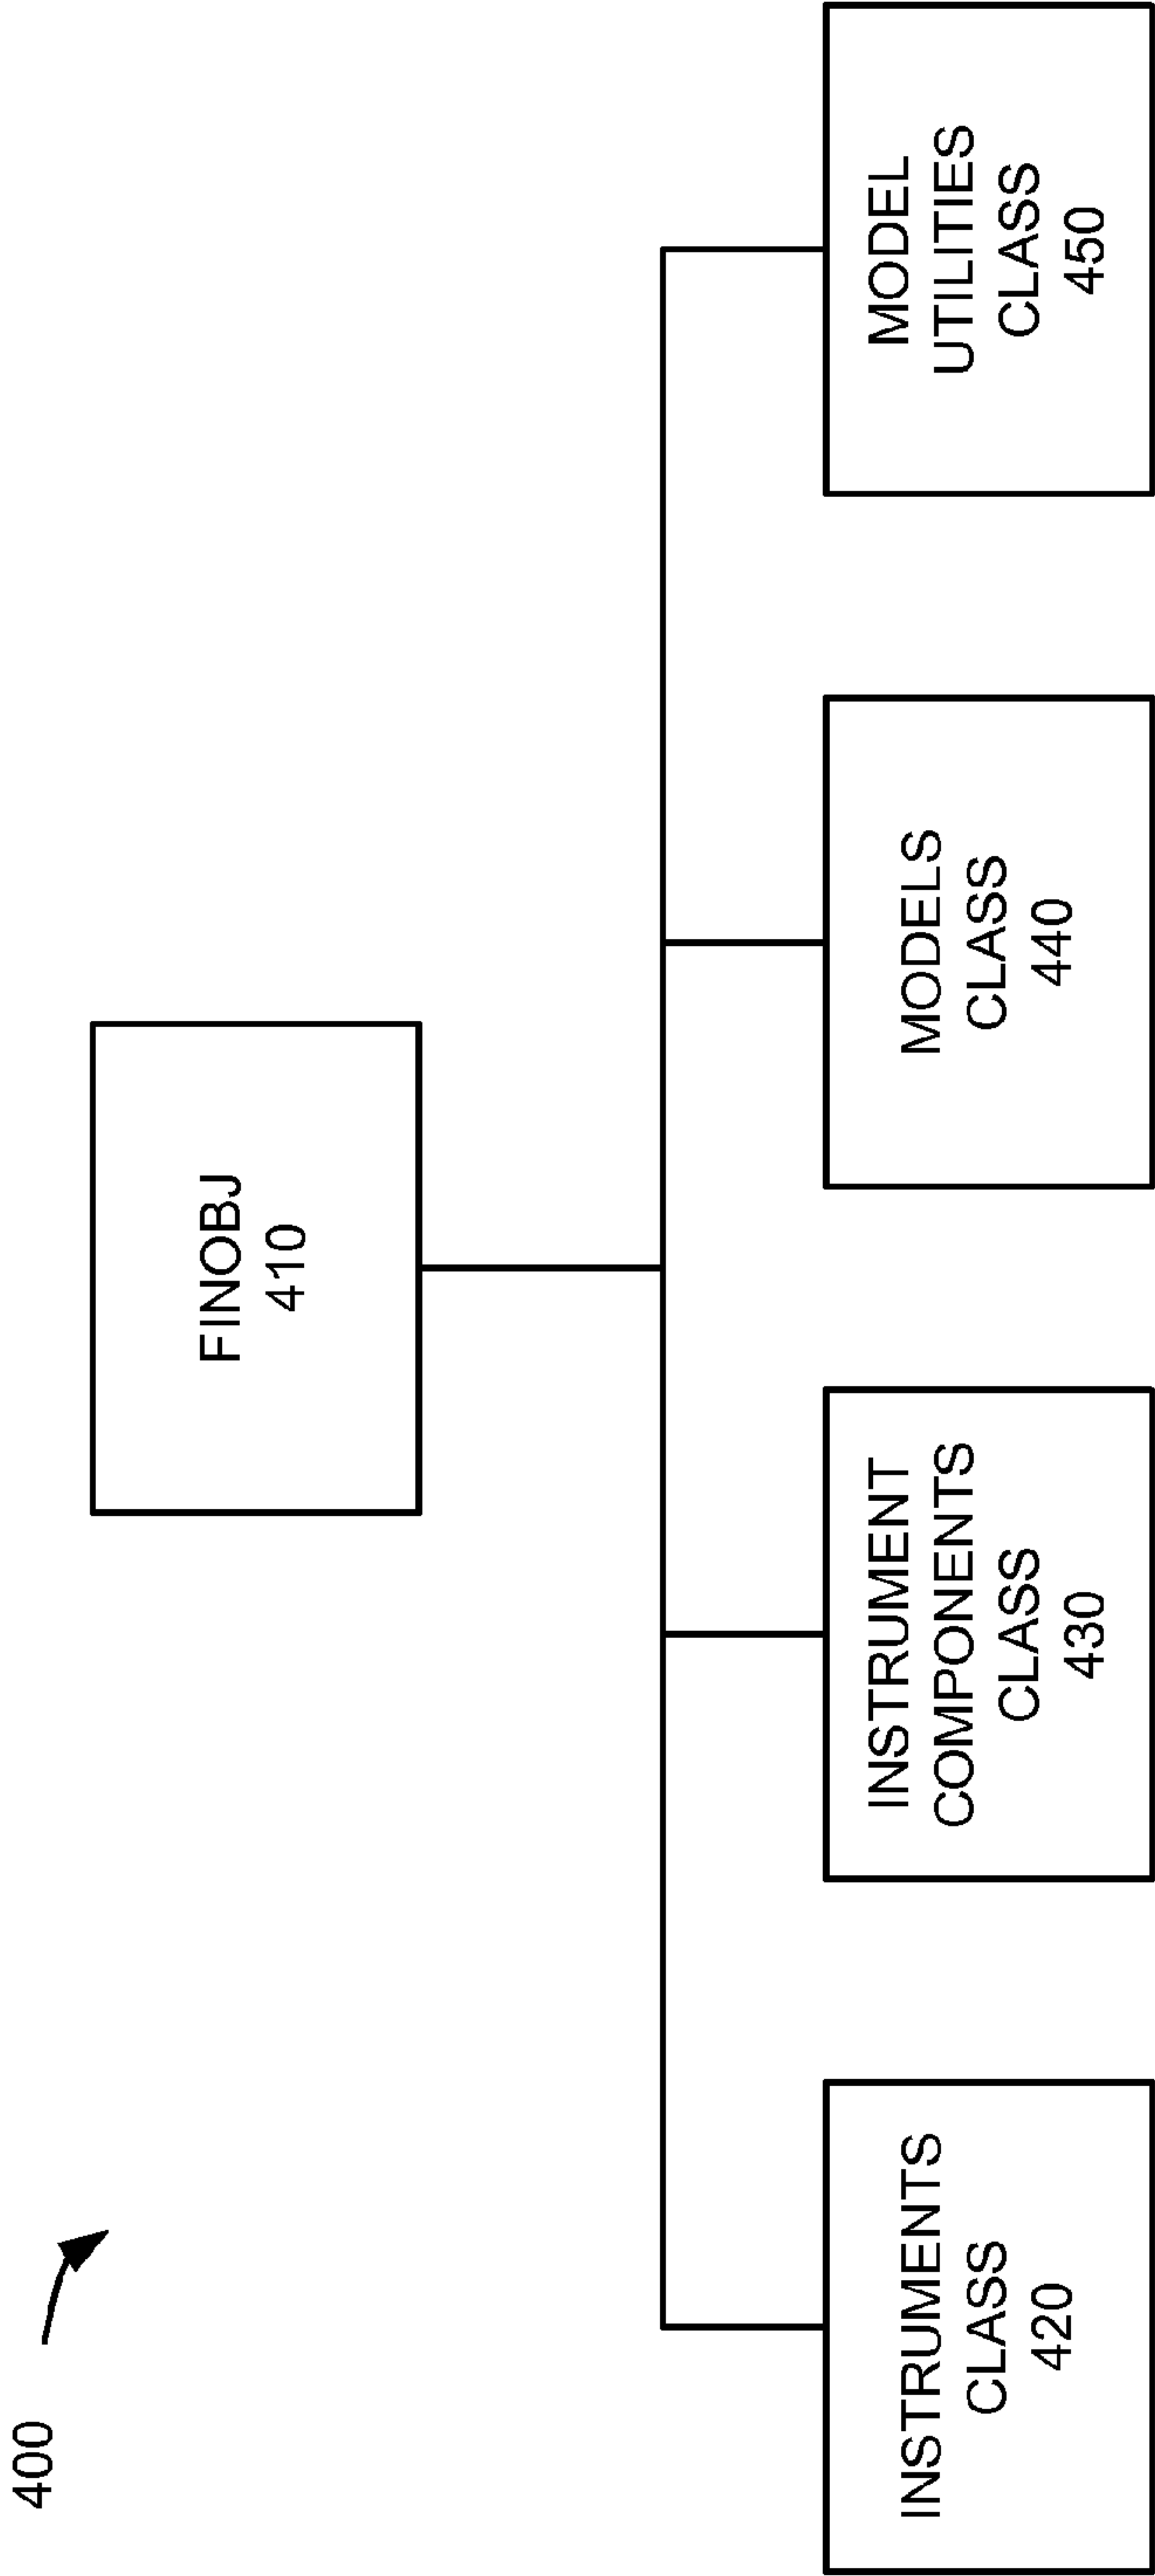 400
FINOBJ
410
INSTRUMENTS
CLASS
420
INSTRUMENT
COMPONENTS
CLASS
430
MODELS
CLASS
440
MODEL
UTILITIES
CLASS
450